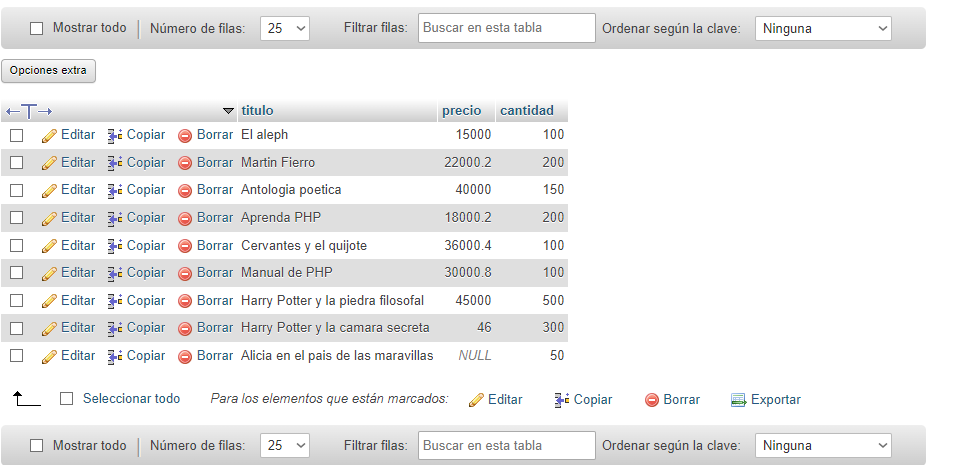 Mostrar todo Número de filas: 25 Filtrar filas: Buscar en esta tabla Ordenar según la clave: Ninguna
Opciones extra
titulo precio cantidad
Editar Copiar Borrar El aleph 15000 100
Editar Copiar Borrar Martin Fierro 22000.2 200
Editar Copiar Borrar Antologia poetica 40000 150
Editar Copiar Borrar Aprenda PHP 18000.2 200
Editar Copiar Borrar Cervantes y el quijote 36000.4 100
Editar Copiar Borrar Manual de PHP 30000.8 100
Editar Copiar Borrar Harry Potter y la piedra filosofal 45000 500
Editar Copiar Borrar Harry Potter y la camara secreta 46 300
Editar Copiar Borrar Alicia en el pais de las maravillas NULL 50
Seleccionar todo Para los elementos que están marcados: Editar Copiar Borrar Exportar
Mostrar todo Número de filas: 25 Filtrar filas: Buscar en esta tabla Ordenar según la clave: Ninguna